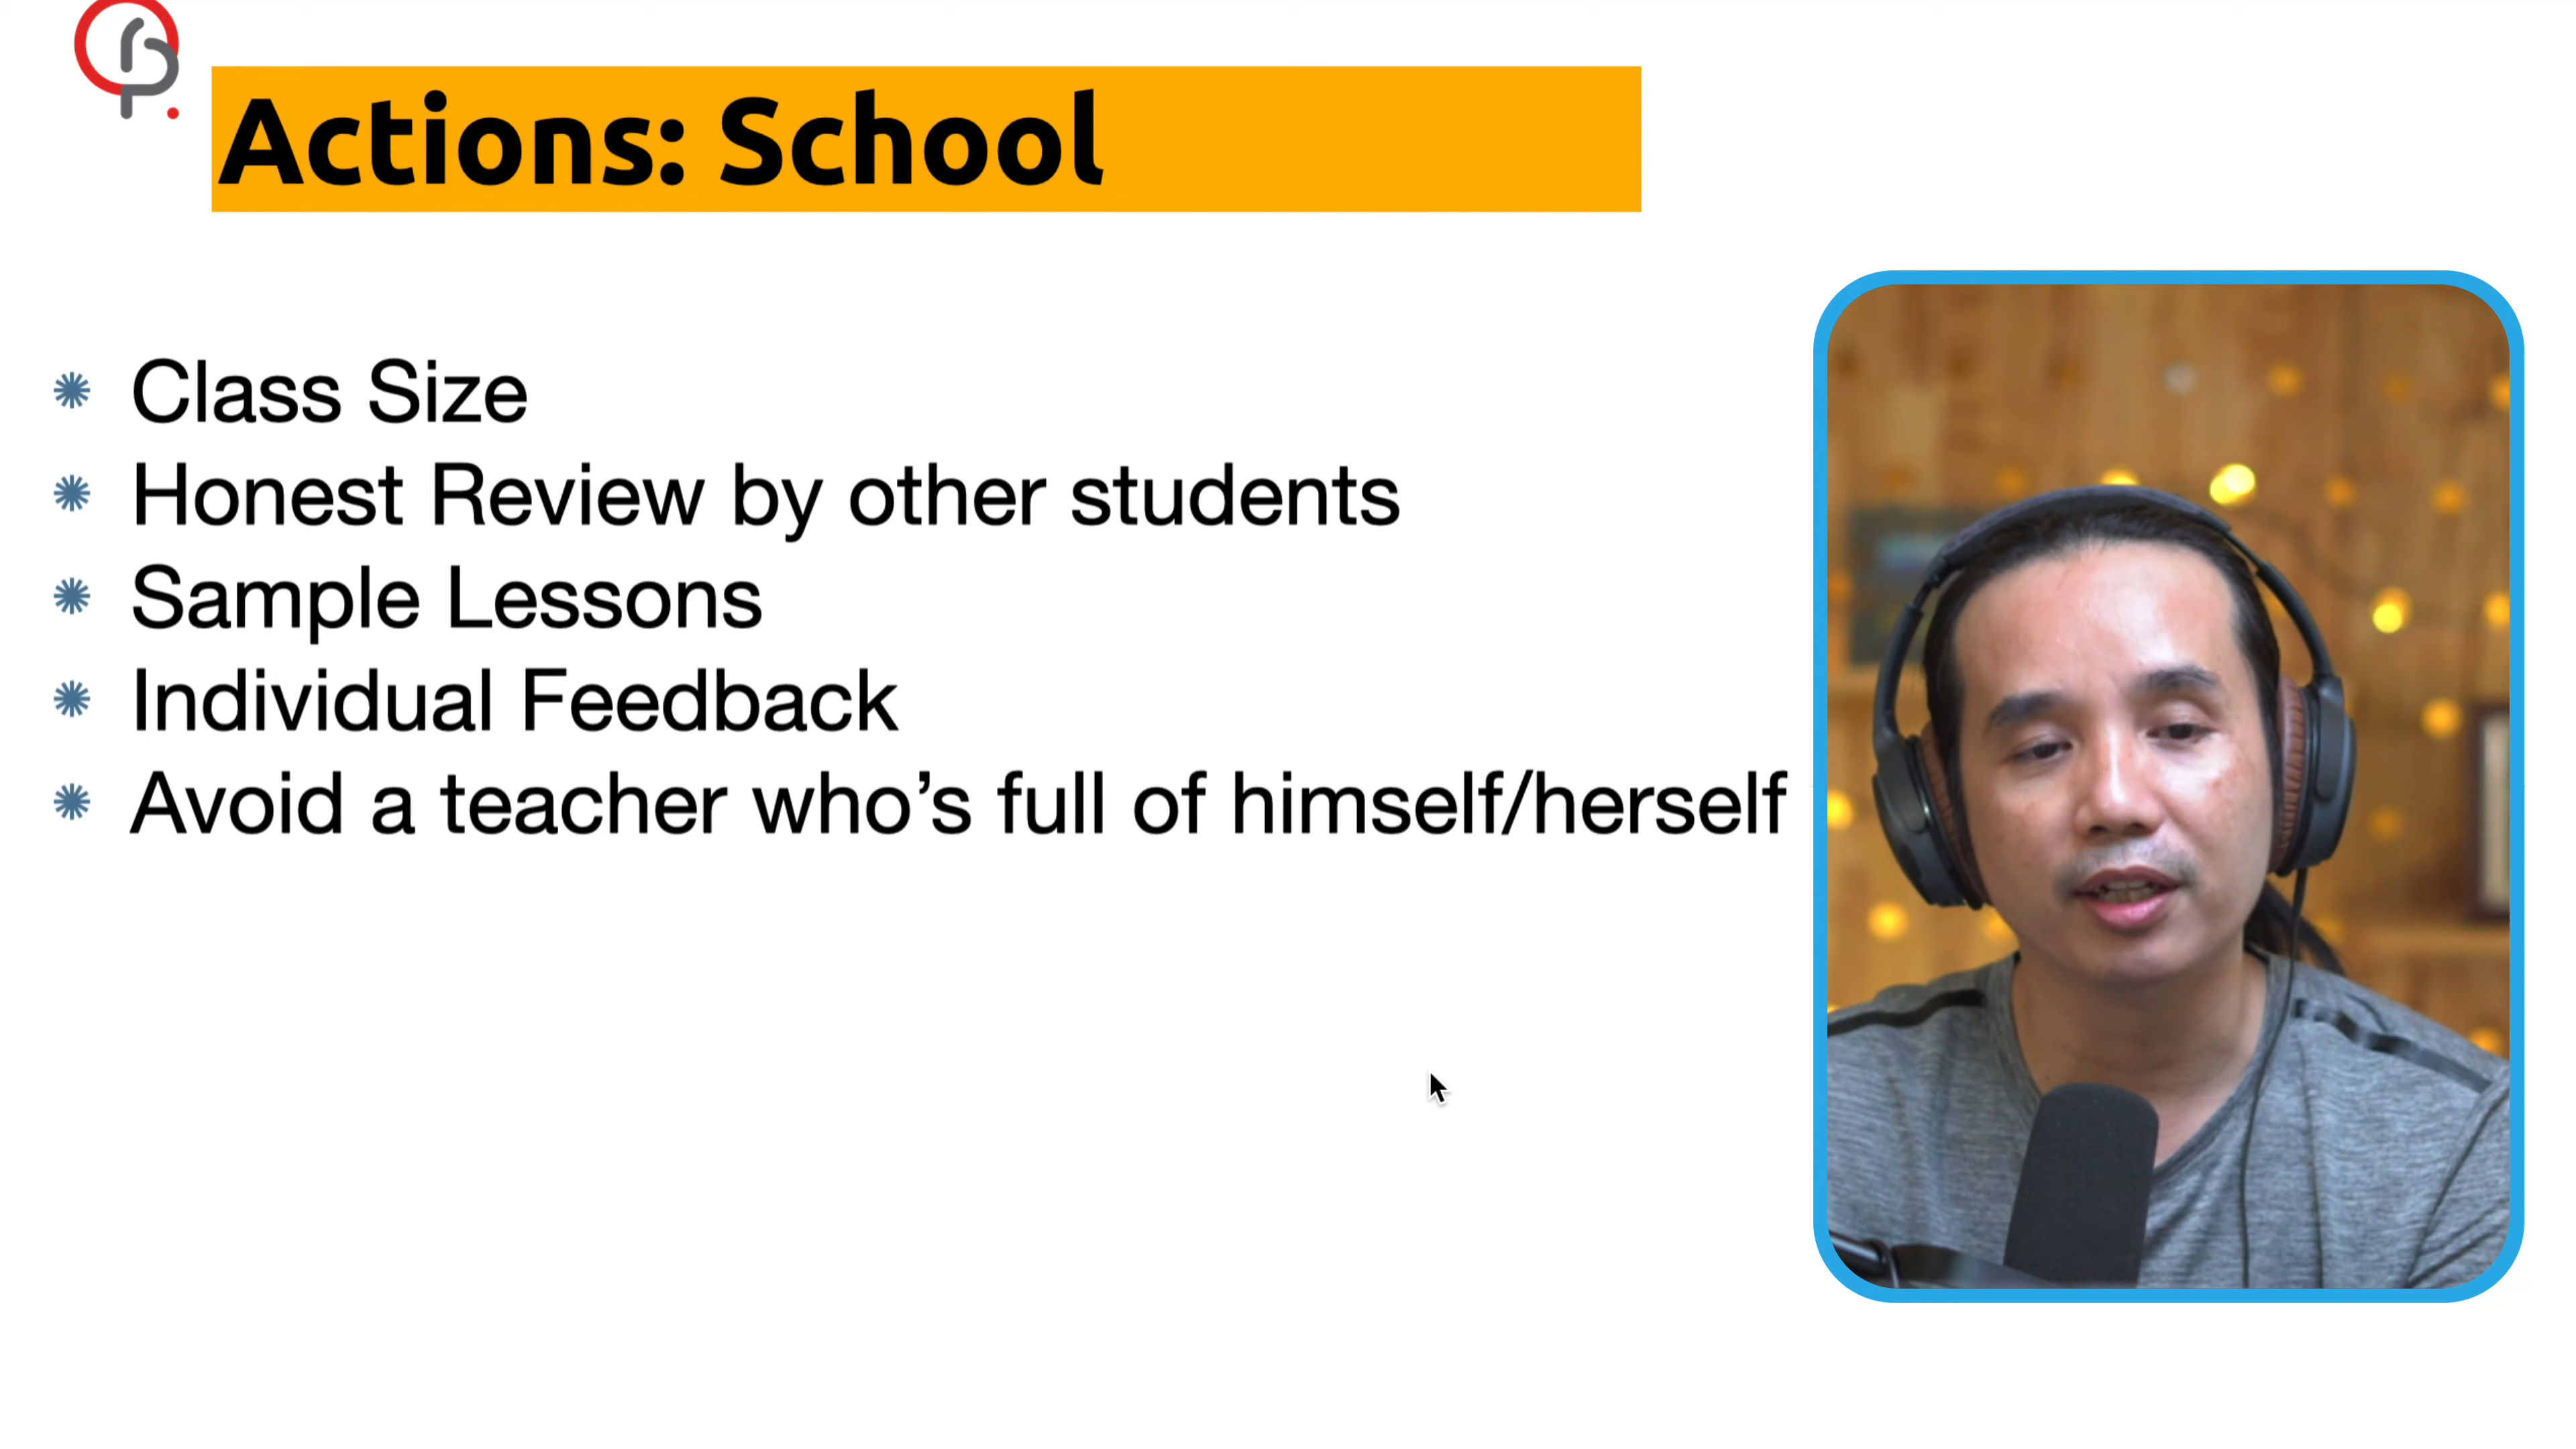 Actions: School
Class Size
Honest Review by other students
Sample Lessons
Individual Feedback
Avoid a teacher who’s full of himself/herself